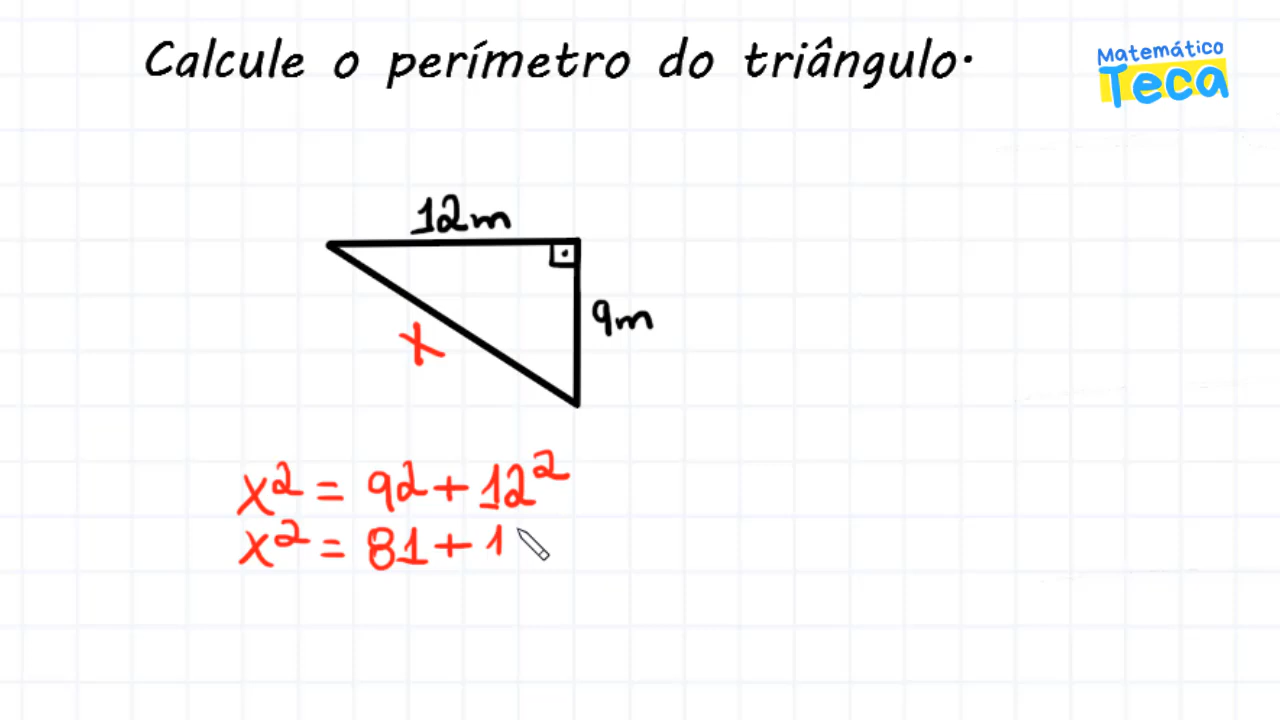 Calcule o perímetro do triângulo.
Matemático
Teca
12m
9m
x
x² = 9² + 12²
x² = 81 + 1